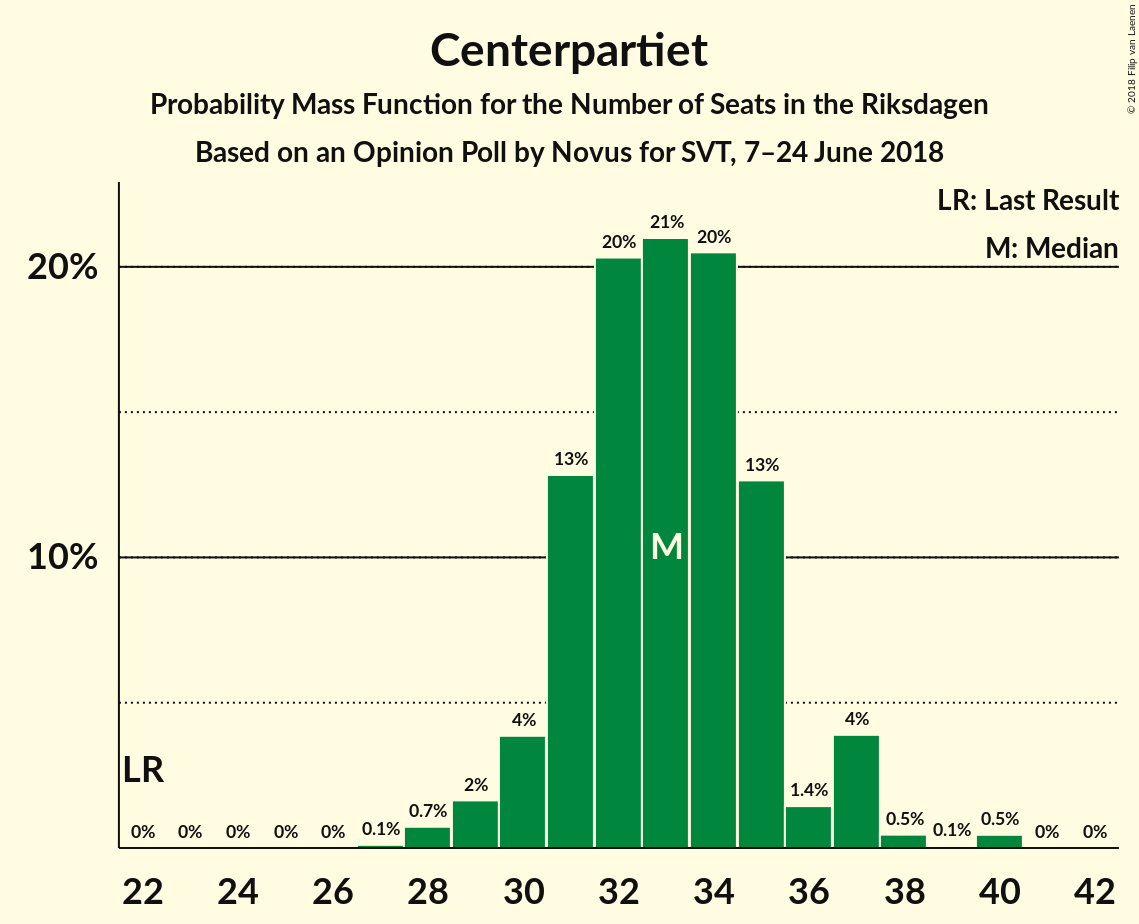 Centerpartiet
Probability Mass Function for the Number of Seats in the Riksdagen
Based on an Opinion Poll by Novus for SVT, 7–24 June 2018
© 2018 Filip van Laenen
LR: Last Result
M: Median
20%
10%
LR
M
0%
0%
0%
0%
0%
0.1%
0.7%
2%
4%
13%
20%
21%
20%
13%
1.4%
4%
0.5%
0.1%
0.5%
0%
0%
22 24 26 28 30 32 34 36 38 40 42